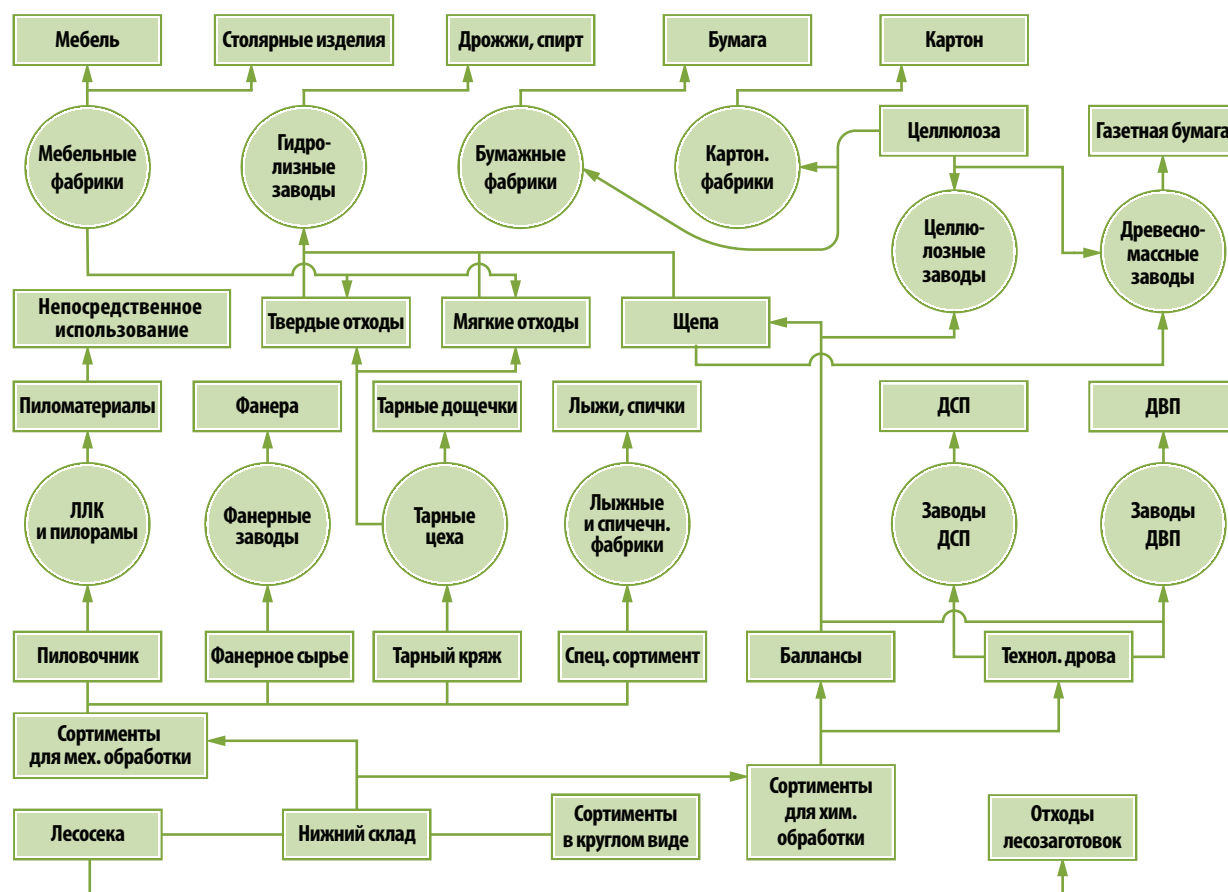 Мебель
Столярные изделия
Дрожжи, спирт
Бумага
Картон
Мебельные
фабрики
Гидро-
лизные
заводы
Бумажные
фабрики
Картон.
фабрики
Целлюлоза
Газетная бумага
Целлю-
лозные
заводы
Древесно-
массные
заводы
Непосредственное
использование
Твердые отходы
Мягкие отходы
Щепа
Пиломатериалы
Фанера
Тарные дощечки
Лыжи, спички
ДСП
ДВП
ЛЛК
и пилорамы
Фанерные
заводы
Тарные
цеха
Лыжные
и спичечн.
фабрики
Заводы
ДСП
Заводы
ДВП
Пиловочник
Фанерное сырье
Тарный кряж
Спец. сортимент
Баллансы
Технол. дрова
Сортименты
для мех. обработки
Лесосека
Нижний склад
Сортименты
в круглом виде
Сортименты
для хим.
обработки
Отходы
лесозаготовок